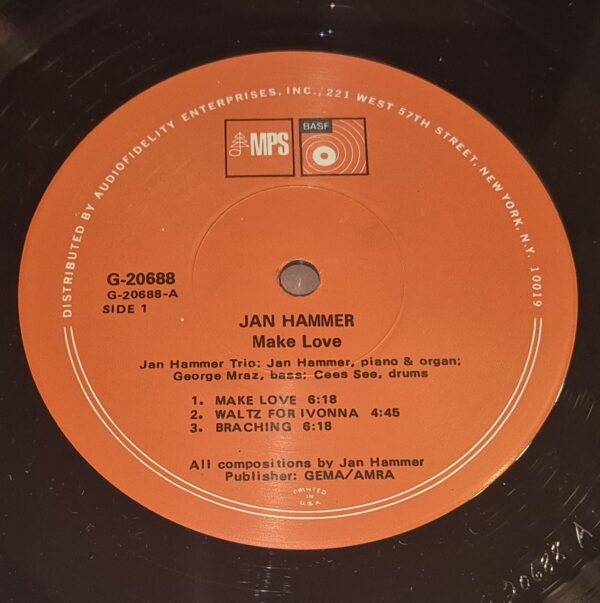 DISTRIBUTED BY AUDIOFIDELITY ENTERPRISES, INC., 221 WEST 57TH STREET, NEW YORK, N.Y. 10019
MPS
BASF
G-20688
G-20688-A
SIDE 1
JAN HAMMER
Make Love
Jan Hammer Trio: Jan Hammer, piano & organ;
George Mraz, bass; Cees See, drums
1. MAKE LOVE 6:18
2. WALTZ FOR IVONNA 4:45
3. BRACHING 6:18
All compositions by Jan Hammer
Publisher: GEMA/AMRA
PRINTED
IN
U.S.A.
20688 A